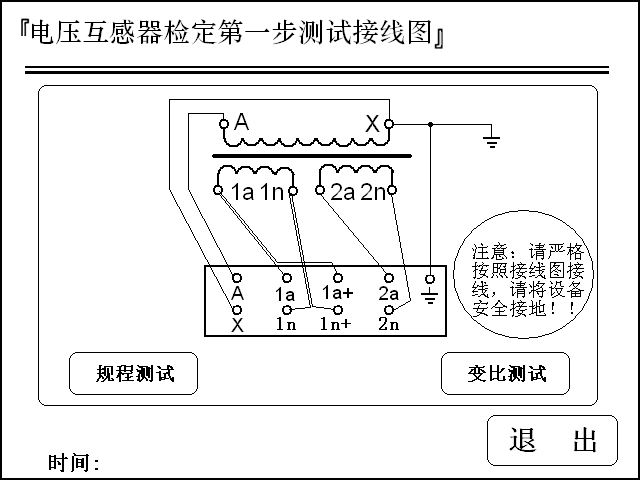 『电压互感器检定第一步测试接线图』
A X
1a 1n 2a 2n
注意：请严格
按照接线图接
线，请将设备
安全接地！！
A 1a 1a+ 2a
X 1n 1n+ 2n
规程测试 变比测试
退 出
时间: